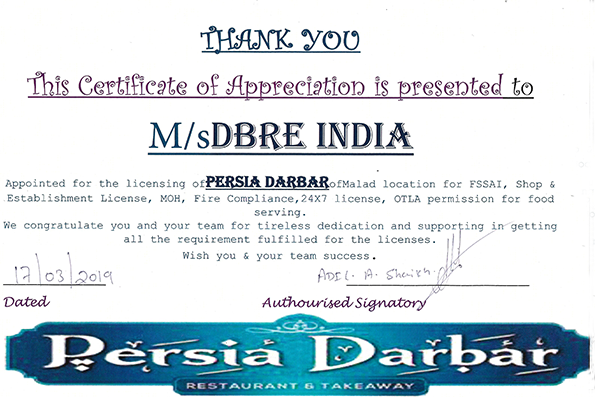 THANK YOU
This Certificate of Appreciation is presented to
M/sDBRE INDIA
Appointed for the licensing of PERSIA DARBAR of Malad location for FSSAI, Shop &
Establishment License, MOH, Fire Compliance,24X7 license, OTLA permission for food
serving.
We congratulate you and your team for tireless dedication and supporting in getting
all the requirement fulfilled for the licenses.
Wish you & your team success.
17/03/2019 ADIL. A. Shaikh.
Dated Authourised Signatory
Persia Darbar
RESTAURANT & TAKEAWAY